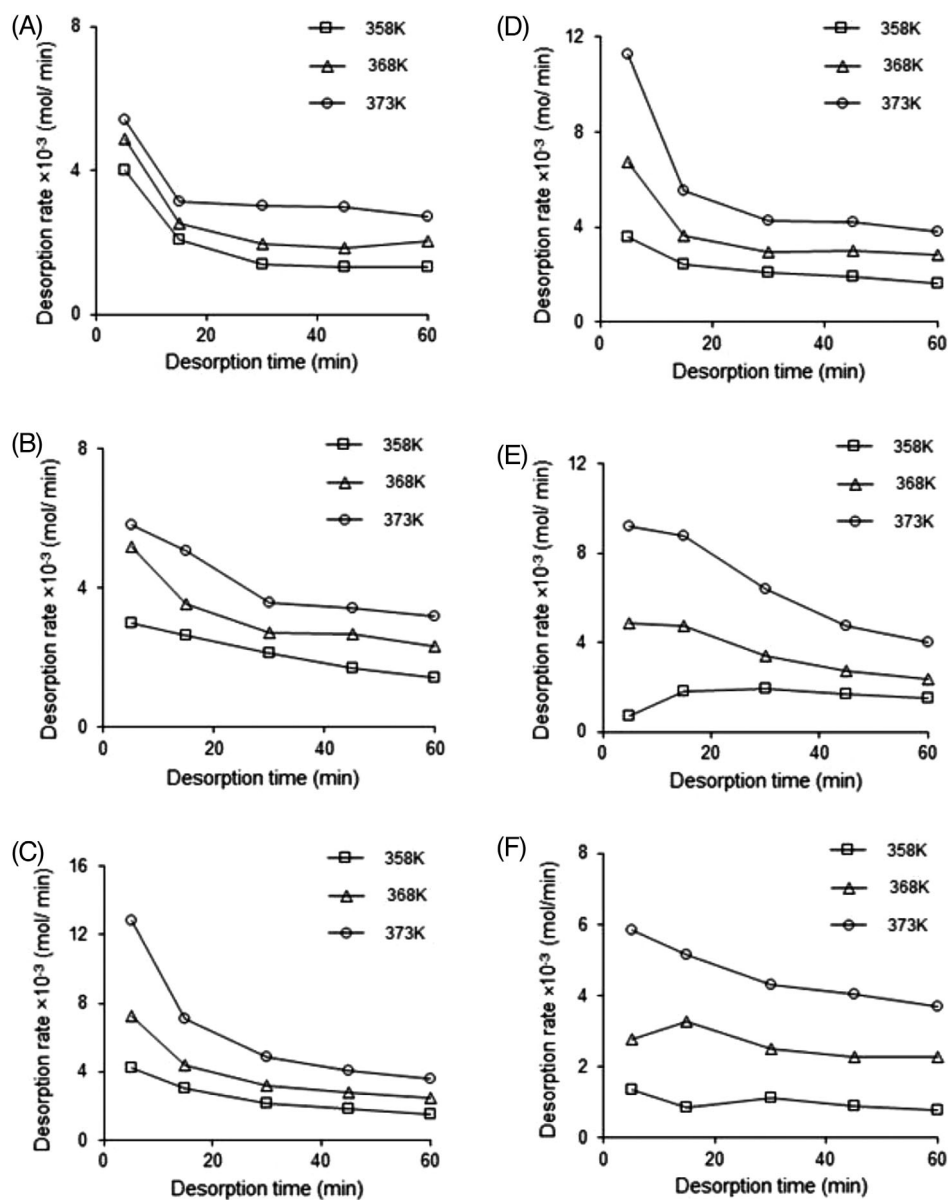 (A)
8
4
0
0 20 40 60
Desorption rate ×10-3 (mol/ min)
Desorption time (min)
358K
368K
373K
(B)
8
4
0
0 20 40 60
Desorption rate ×10-3 (mol/ min)
Desorption time (min)
358K
368K
373K
(C)
16
12
8
4
0
0 20 40 60
Desorption rate ×10-3 (mol/ min)
Desorption time (min)
358K
368K
373K
(D)
12
8
4
0
0 20 40 60
Desorption rate ×10-3 (mo/ min)
Desorption time (min)
358K
368K
373K
(E)
12
8
4
0
0 20 40 60
Desorption rate ×10-3 (mol/ min)
Desorption time (min)
358K
368K
373K
(F)
8
6
4
2
0
0 20 40 60
Desorption rate ×10-3 (mol/min)
Desorption time (min)
358K
368K
373K